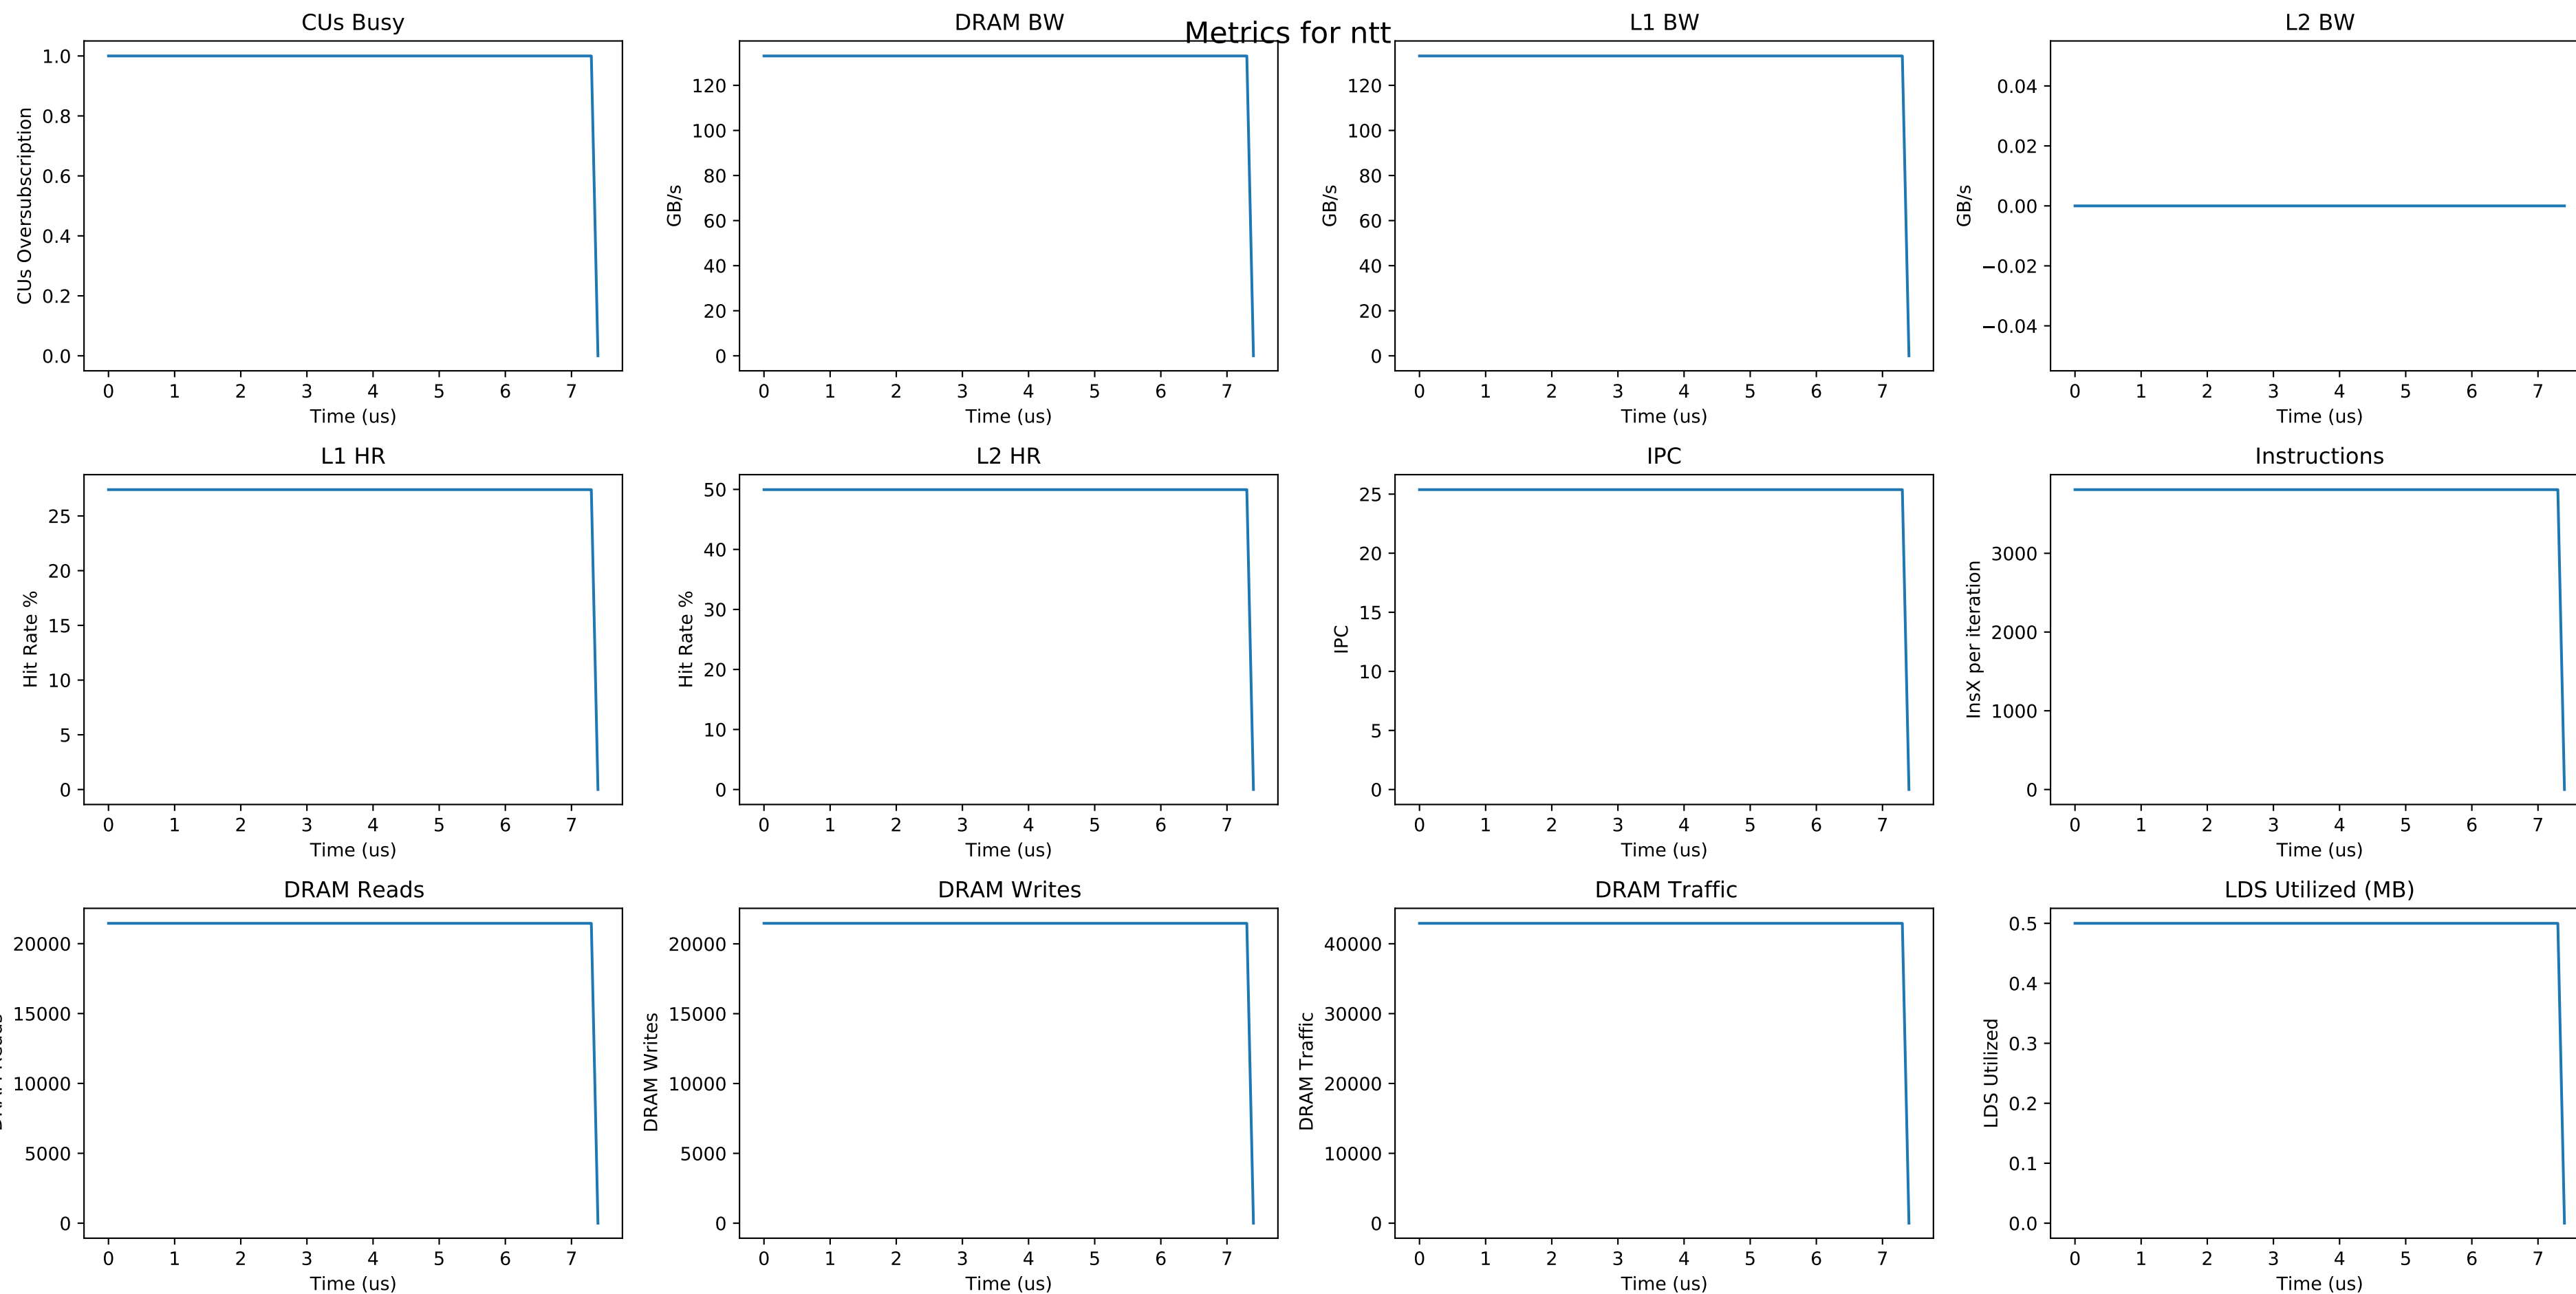 Metrics for ntt
CUs Busy
CUs Oversubscription
1.0
0.8
0.6
0.4
0.2
0.0
0 1 2 3 4 5 6 7
Time (us)
DRAM BW
GB/s
120
100
80
60
40
20
0
0 1 2 3 4 5 6 7
Time (us)
L1 BW
GB/s
120
100
80
60
40
20
0
0 1 2 3 4 5 6 7
Time (us)
L2 BW
GB/s
0.04
0.02
0.00
−0.02
−0.04
0 1 2 3 4 5 6 7
Time (us)
L1 HR
Hit Rate %
25
20
15
10
5
0
0 1 2 3 4 5 6 7
Time (us)
L2 HR
Hit Rate %
50
40
30
20
10
0
0 1 2 3 4 5 6 7
Time (us)
IPC
IPC
25
20
15
10
5
0
0 1 2 3 4 5 6 7
Time (us)
Instructions
InsX per iteration
3000
2000
1000
0
0 1 2 3 4 5 6 7
Time (us)
DRAM Reads
20000
15000
10000
5000
0
0 1 2 3 4 5 6 7
Time (us)
DRAM Writes
DRAM Writes
20000
15000
10000
5000
0
0 1 2 3 4 5 6 7
Time (us)
DRAM Traffic
DRAM Traffic
40000
30000
20000
10000
0
0 1 2 3 4 5 6 7
Time (us)
LDS Utilized (MB)
LDS Utilized
0.5
0.4
0.3
0.2
0.1
0.0
0 1 2 3 4 5 6 7
Time (us)